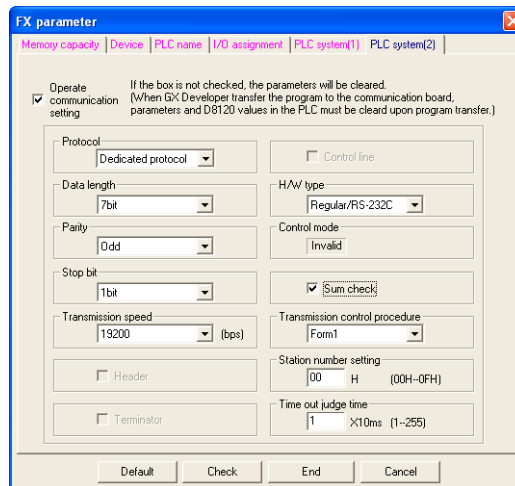 FX parameter
Memory capacity Device PLC name I/O assignment PLC system(1) PLC system(2)
Operate communication setting
If the box is not checked, the parameters will be cleared.
(When GX Developer transfer the program to the communication board,
parameters and D8120 values in the PLC must be cleard upon program transfer.)
Protocol
Dedicated protocol
Control line
Data length
7bit
H/W type
Regular/RS-232C
Parity
Odd
Control mode
Invalid
Stop bit
1bit
Sum check
Transmission speed
19200 (bps)
Transmission control procedure
Form1
Header
Station number setting
00 H (00H--0FH)
Terminator
Time out judge time
1 X10ms (1--255)
Default Check End Cancel